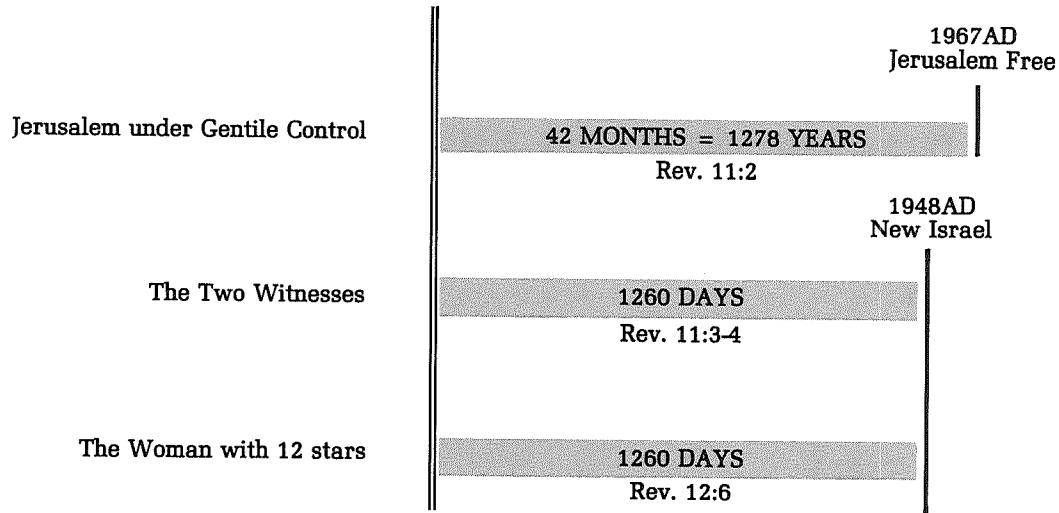 1967AD
Jerusalem Free
Jerusalem under Gentile Control
42 MONTHS = 1278 YEARS
Rev. 11:2
1948AD
New Israel
The Two Witnesses
1260 DAYS
Rev. 11:3-4
The Woman with 12 stars
1260 DAYS
Rev. 12:6